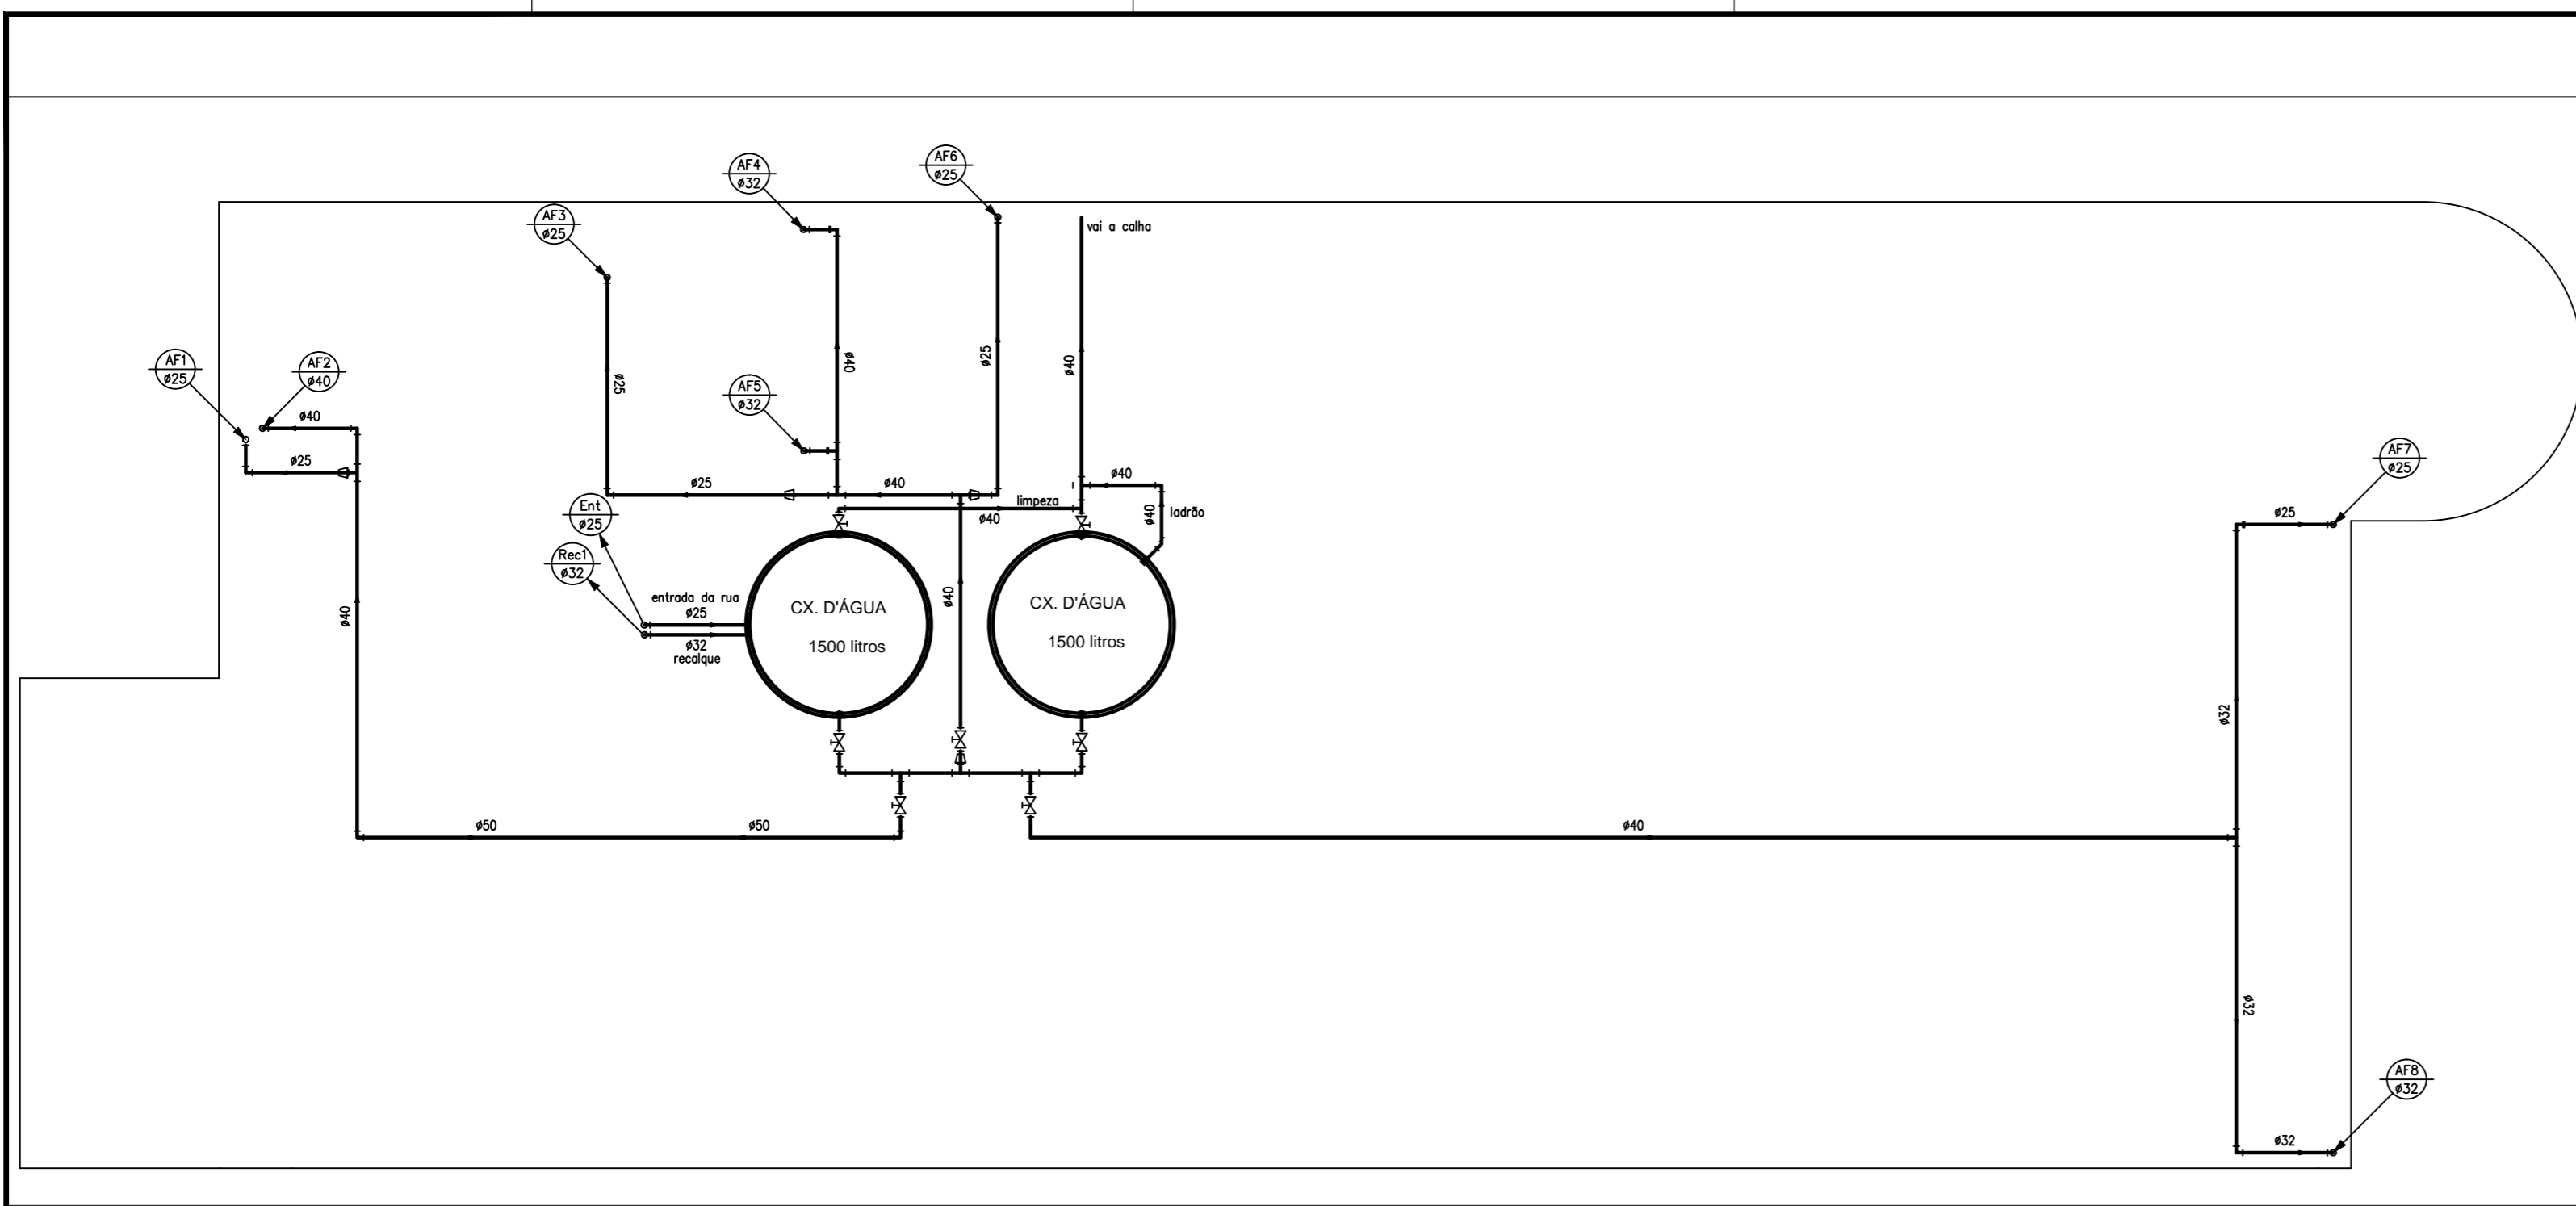 AF6
ø25
AF4
ø32
AF3
ø25
vai a calha
AF1
ø25
AF2
ø40
ø25
ø40
ø25
ø40
AF5
ø32
ø40
ø25
ø25
ø40
ø40
AF7
ø25
Ent
ø25
limpeza
ø40
ø40
ladrão
ø25
Rec1
ø32
entrada da rua
ø25
ø32
recalque
CX. D'ÁGUA
1500 litros
ø40
CX. D'ÁGUA
1500 litros
ø40
ø32
ø50
ø50
ø40
ø32
AF8
ø32
ø32